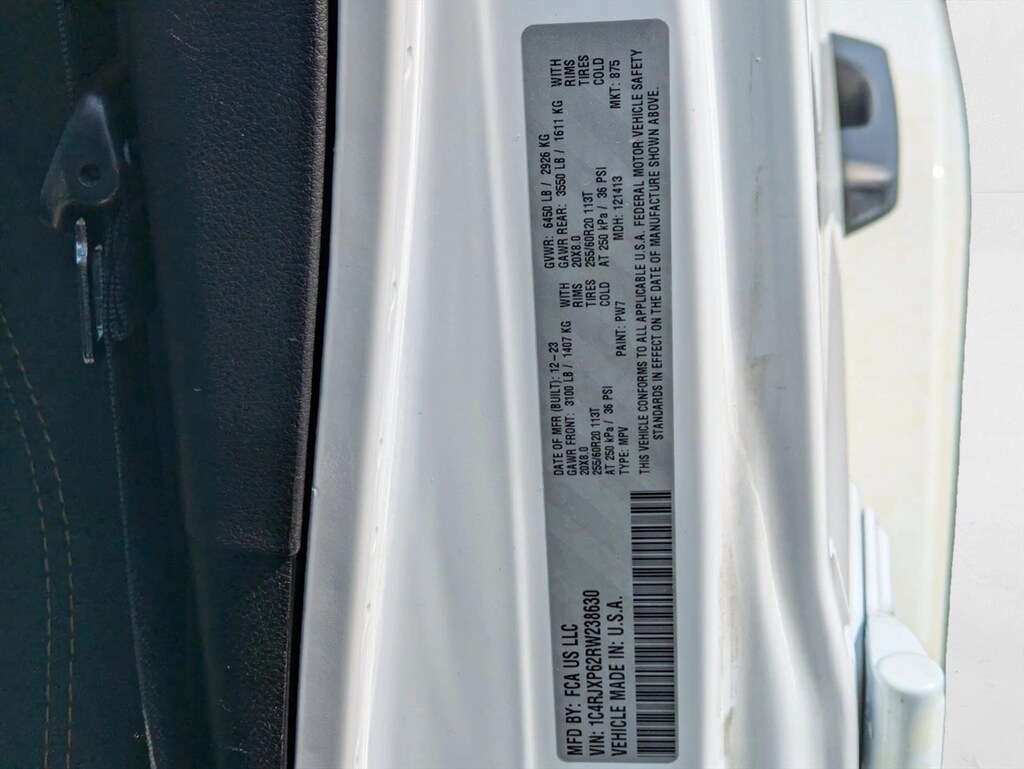 MFD BY: FCA US LLC
VIN: 1C4RJXP62RW238630
VEHICLE MADE IN: U.S.A.
DATE OF MFR (BUILT): 12-23 GVWR: 6450 LB / 2926 KG
GAWR FRONT: 3100 LB / 1407 KG WITH GAWR REAR: 3550 LB / 1611 KG WITH
20X8.0 RIMS 20X8.0 RIMS
255/60R20 113T TIRES 255/60R20 113T TIRES
AT 250 kPa / 36 PSI COLD AT 250 kPa / 36 PSI COLD
TYPE: MPV PAINT: PW7 MDH: 121413 MKT: 875
THIS VEHICLE CONFORMS TO ALL APPLICABLE U.S.A. FEDERAL MOTOR VEHICLE SAFETY
STANDARDS IN EFFECT ON THE DATE OF MANUFACTURE SHOWN ABOVE.